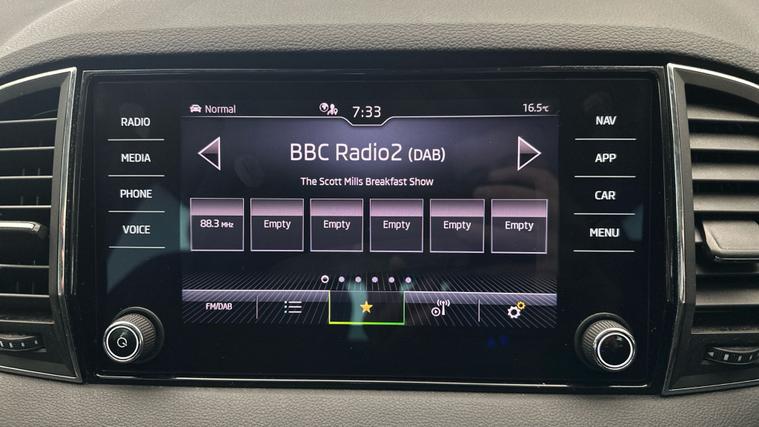 Normal
7:33
16.5°C
RADIO
MEDIA
PHONE
VOICE
BBC Radio2 (DAB)
The Scott Mills Breakfast Show
88.3 MHz
Empty
Empty
Empty
Empty
Empty
FM/DAB
NAV
APP
CAR
MENU